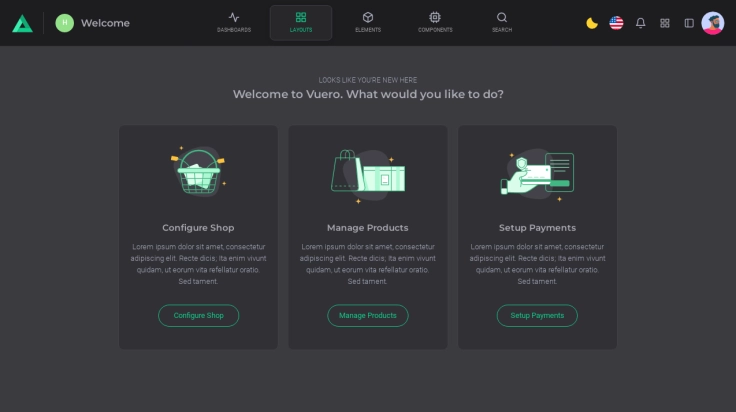 H
Welcome
DASHBOARDS
LAYOUTS
ELEMENTS
COMPONENTS
SEARCH
LOOKS LIKE YOU'RE NEW HERE
Welcome to Vuero. What would you like to do?
Configure Shop
Lorem ipsum dolor sit amet, consectetur
adipiscing elit. Recte dicis; Ita enim vivunt
quidam, ut eorum vita refellatur oratio.
Sed tament.
Configure Shop
Manage Products
Lorem ipsum dolor sit amet, consectetur
adipiscing elit. Recte dicis; Ita enim vivunt
quidam, ut eorum vita refellatur oratio.
Sed tament.
Manage Products
Setup Payments
Lorem ipsum dolor sit amet, consectetur
adipiscing elit. Recte dicis; Ita enim vivunt
quidam, ut eorum vita refellatur oratio.
Sed tament.
Setup Payments